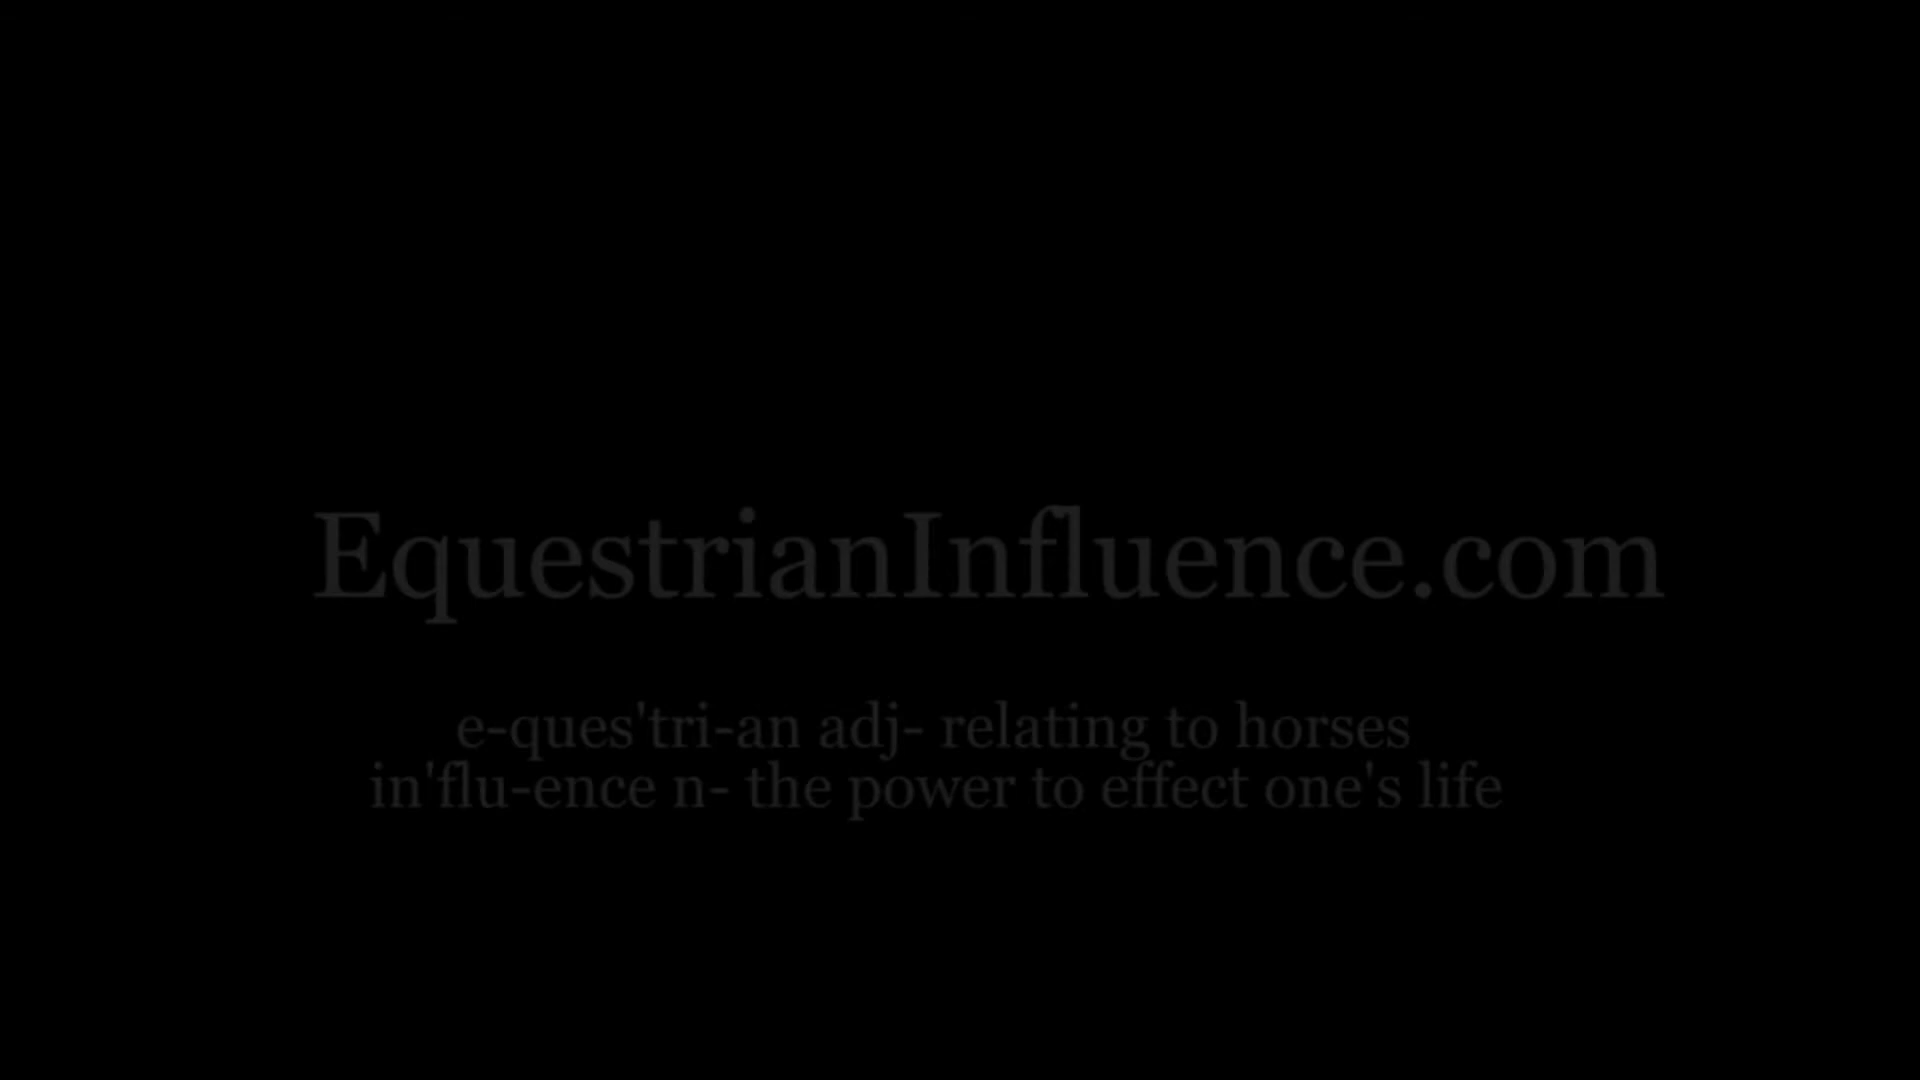 EquestrianInfluence.com
e-ques'tri-an adj- relating to horses
in'flu-ence n- the power to effect one's life